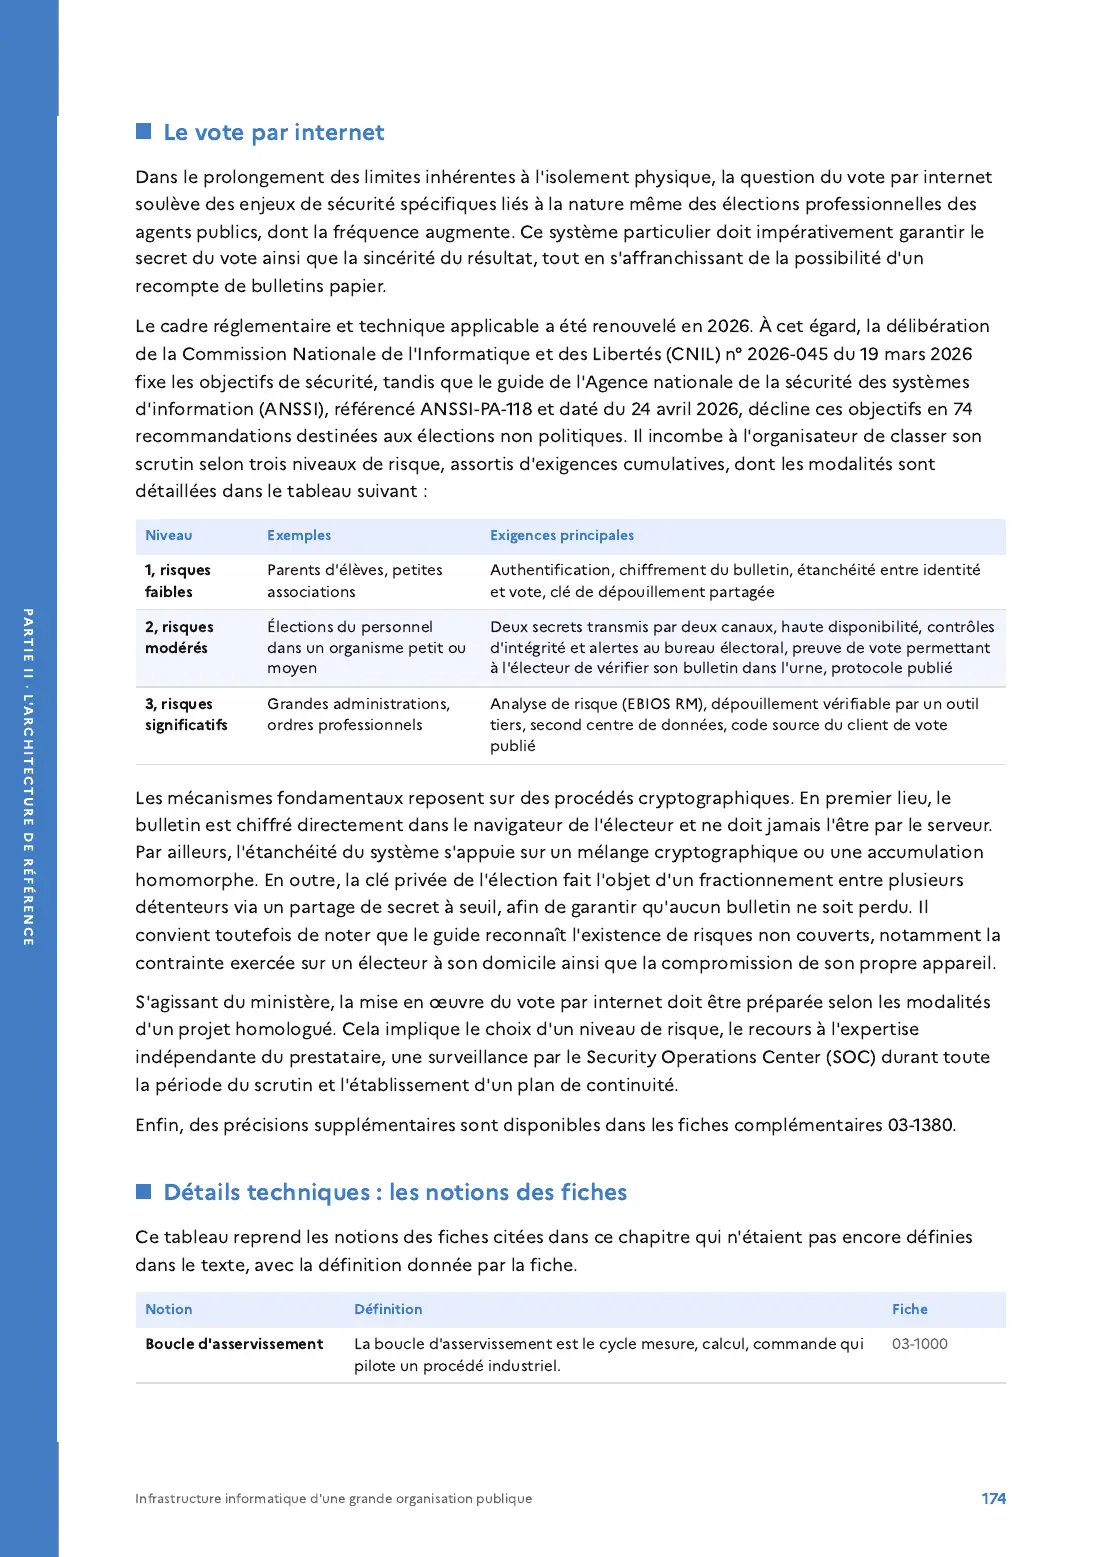 Le vote par internet
Dans le prolongement des limites inhérentes à l'isolement physique, la question du vote par internet
soulève des enjeux de sécurité spécifiques liés à la nature même des élections professionnelles des
agents publics, dont la fréquence augmente. Ce système particulier doit impérativement garantir le
secret du vote ainsi que la sincérité du résultat, tout en s'affranchissant de la possibilité d'un
recompte de bulletins papier.
Le cadre réglementaire et technique applicable a été renouvelé en 2026. À cet égard, la délibération
de la Commission Nationale de l'Informatique et des Libertés (CNIL) n° 2026-045 du 19 mars 2026
fixe les objectifs de sécurité, tandis que le guide de l'Agence nationale de la sécurité des systèmes
d'information (ANSSI), référencé ANSSI-PA-118 et daté du 24 avril 2026, décline ces objectifs en 74
recommandations destinées aux élections non politiques. Il incombe à l'organisateur de classer son
scrutin selon trois niveaux de risque, assortis d'exigences cumulatives, dont les modalités sont
détaillées dans le tableau suivant :
Niveau Exemples Exigences principales
1, risques Parents d'élèves, petites Authentification, chiffrement du bulletin, étanchéité entre identité
faibles associations et vote, clé de dépouillement partagée
2, risques Élections du personnel Deux secrets transmis par deux canaux, haute disponibilité, contrôles
modérés dans un organisme petit ou d'intégrité et alertes au bureau électoral, preuve de vote permettant
moyen à l'électeur de vérifier son bulletin dans l'urne, protocole publié
3, risques Grandes administrations, Analyse de risque (EBIOS RM), dépouillement vérifiable par un outil
significatifs ordres professionnels tiers, second centre de données, code source du client de vote
publié
Les mécanismes fondamentaux reposent sur des procédés cryptographiques. En premier lieu, le
bulletin est chiffré directement dans le navigateur de l'électeur et ne doit jamais l'être par le serveur.
Par ailleurs, l'étanchéité du système s'appuie sur un mélange cryptographique ou une accumulation
homomorphe. En outre, la clé privée de l'élection fait l'objet d'un fractionnement entre plusieurs
détenteurs via un partage de secret à seuil, afin de garantir qu'aucun bulletin ne soit perdu. Il
convient toutefois de noter que le guide reconnaît l'existence de risques non couverts, notamment la
contrainte exercée sur un électeur à son domicile ainsi que la compromission de son propre appareil.
S'agissant du ministère, la mise en œuvre du vote par internet doit être préparée selon les modalités
d'un projet homologué. Cela implique le choix d'un niveau de risque, le recours à l'expertise
indépendante du prestataire, une surveillance par le Security Operations Center (SOC) durant toute
la période du scrutin et l'établissement d'un plan de continuité.
Enfin, des précisions supplémentaires sont disponibles dans les fiches complémentaires 03-1380.
Détails techniques : les notions des fiches
Ce tableau reprend les notions des fiches citées dans ce chapitre qui n'étaient pas encore définies
dans le texte, avec la définition donnée par la fiche.
Notion Définition Fiche
Boucle d'asservissement La boucle d'asservissement est le cycle mesure, calcul, commande qui 03-1000
pilote un procédé industriel.
PARTIE II · L'ARCHITECTURE DE RÉFÉRENCE
Infrastructure informatique d'une grande organisation publique 174